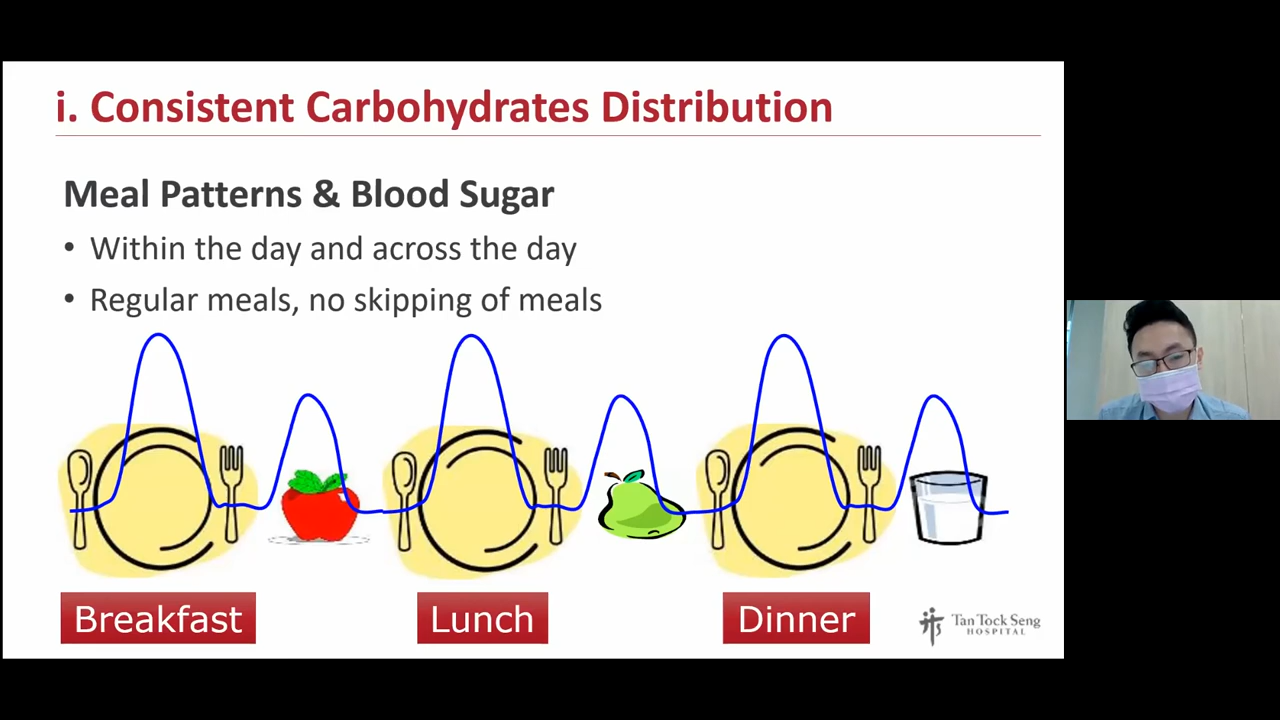 i. Consistent Carbohydrates Distribution
Meal Patterns & Blood Sugar
• Within the day and across the day
• Regular meals, no skipping of meals
Breakfast
Lunch
Dinner
Tan Tock Seng
HOSPITAL